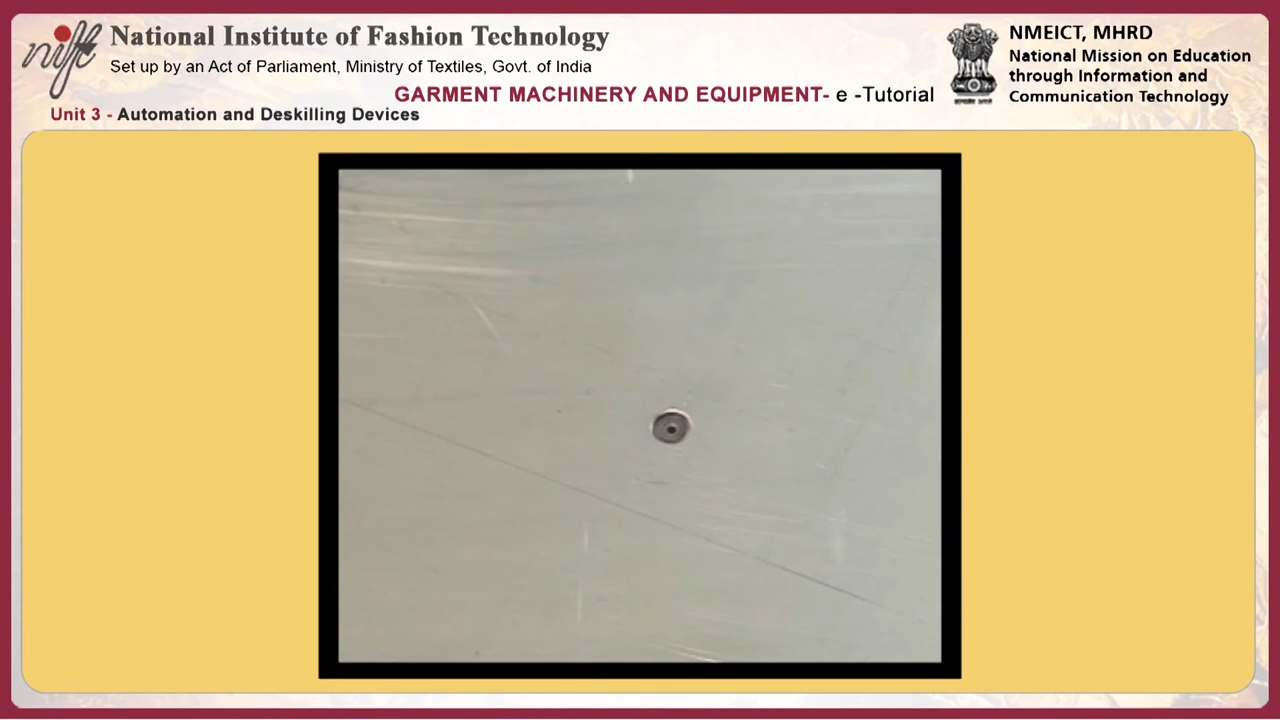 nift
National Institute of Fashion Technology
Set up by an Act of Parliament, Ministry of Textiles, Govt. of India
GARMENT MACHINERY AND EQUIPMENT- e -Tutorial
Unit 3 - Automation and Deskilling Devices
NMEICT, MHRD
National Mission on Education
through Information and
Communication Technology